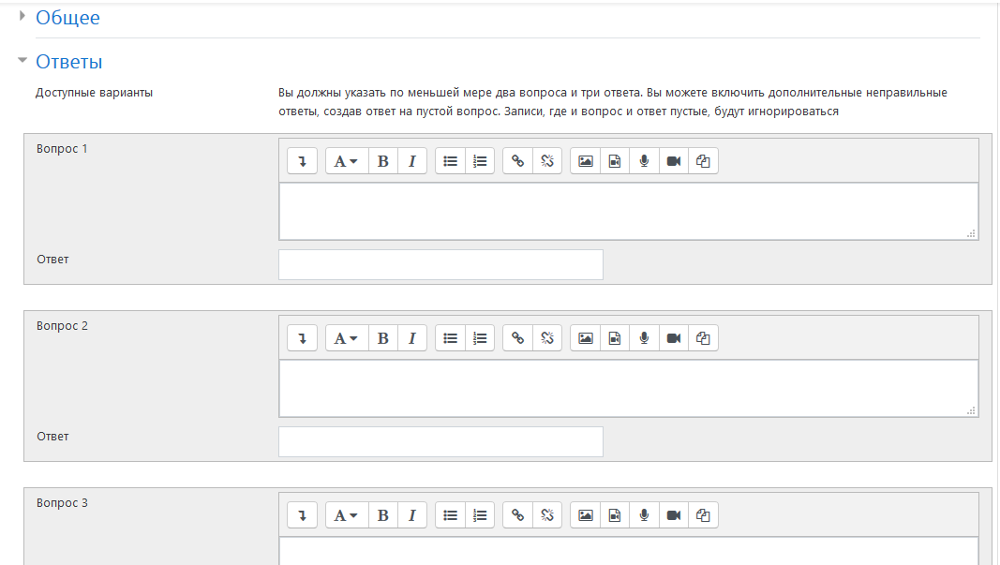 Общее
Ответы
Доступные варианты
Вы должны указать по меньшей мере два вопроса и три ответа. Вы можете включить дополнительные неправильные
ответы, создав ответ на пустой вопрос. Записи, где и вопрос и ответ пустые, будут игнорироваться
Вопрос 1
A B I
Ответ
Вопрос 2
A B I
Ответ
Вопрос 3
A B I